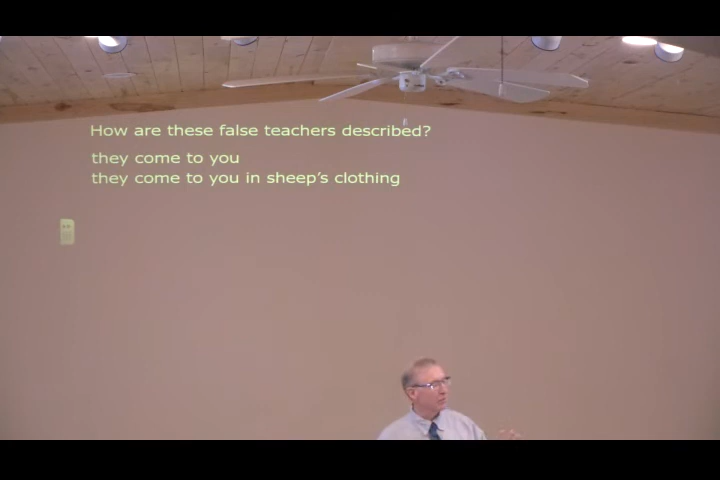 How are these false teachers described?
they come to you
they come to you in sheep's clothing